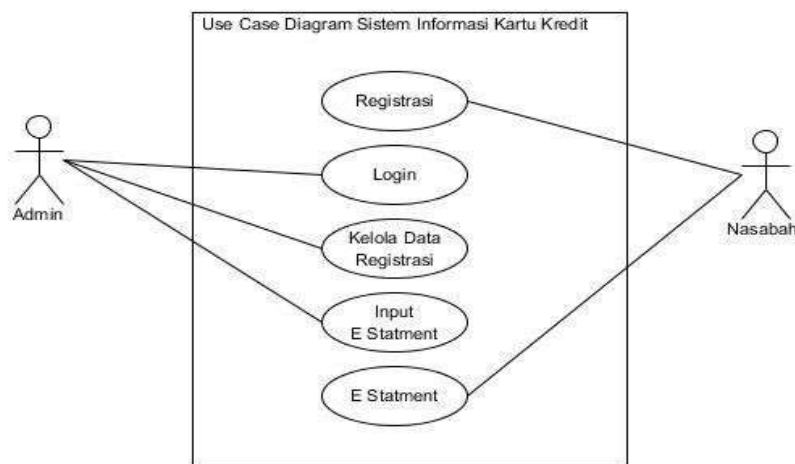 Use Case Diagram Sistem Informasi Kartu Kredit
Registrasi
Login
Admin
Nasabah
Kelola Data
Registrasi
Input
E Statment
E Statment